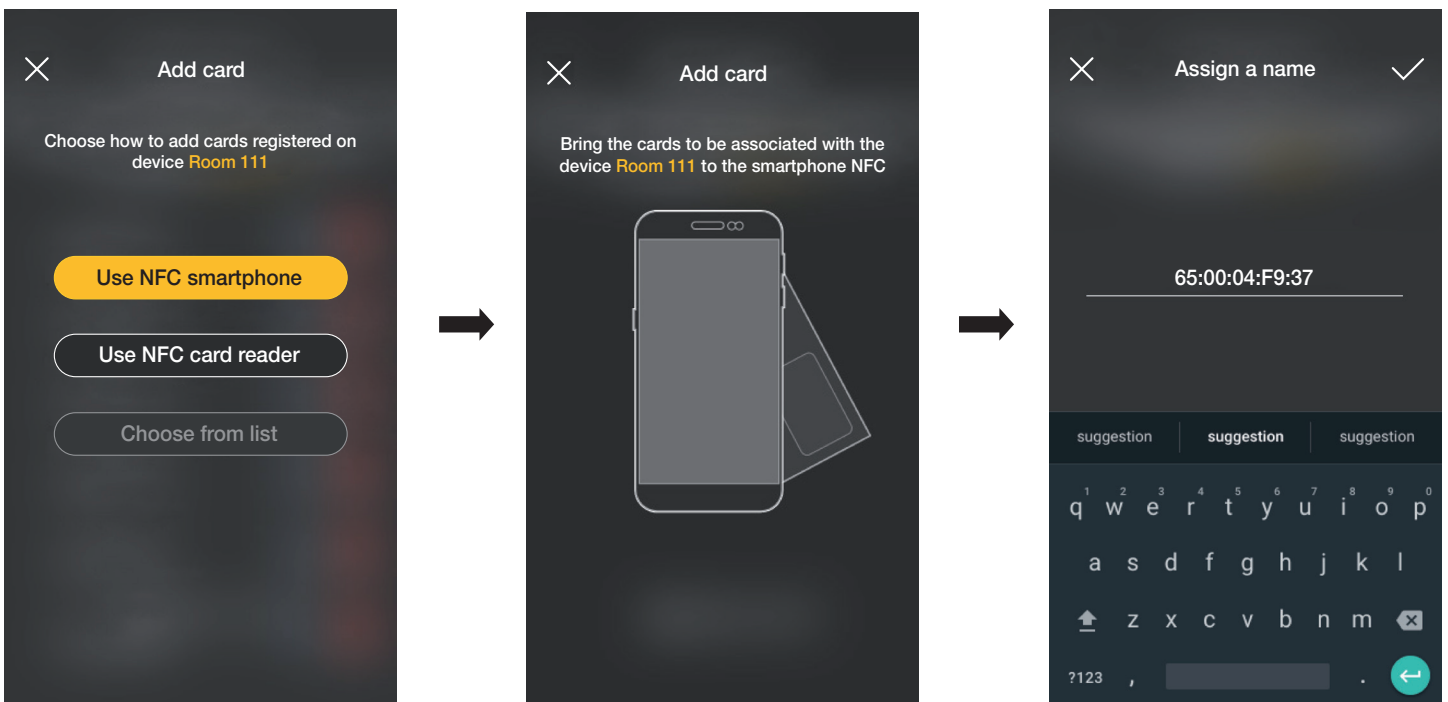 Add card
Choose how to add cards registered on
device Room 111
Use NFC smartphone
Use NFC card reader
Choose from list
Add card
Bring the cards to be associated with the
device Room 111 to the smartphone NFC
Assign a name
65:00:04:F9:37
suggestion suggestion suggestion
1 2 3 4 5 6 7 8 9 0
q w e r t y u i o p
a s d f g h j k l
z x c v b n m
?123 , .